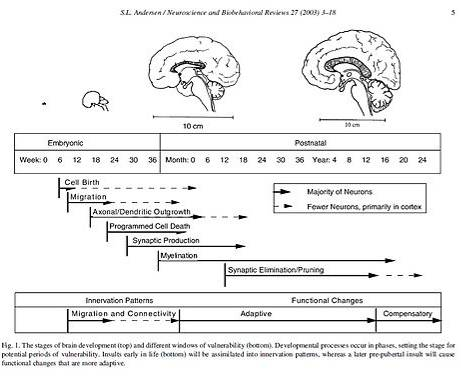 S.L. Andersen / Neuroscience and Biobehavioral Reviews 27 (2003) 3–18 5
10 cm
10 cm
Embryonic Postnatal
Week: 0 6 12 18 24 30 36 Month: 0 6 12 18 24 30 36 Year: 4 8 12 16 20 24
Cell Birth
Migration
Axonal/Dendritic Outgrowth
Programmed Cell Death
Synaptic Production
Myelination
Synaptic Elimination/Pruning
Majority of Neurons
Fewer Neurons, primarily in cortex
Innervation Patterns Functional Changes
Migration and Connectivity Adaptive Compensatory
Fig. 1. The stages of brain development (top) and different windows of vulnerability (bottom). Developmental processes occur in phases, setting the stage for
potential periods of vulnerability. Insults early in life (bottom) will be assimilated into innervation patterns, whereas a later pre-pubertal insult will cause
functional changes that are more adaptive.